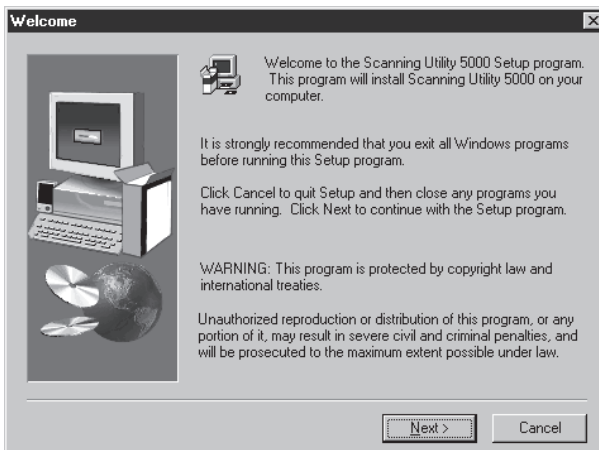 Welcome
Welcome to the Scanning Utility 5000 Setup program.
This program will install Scanning Utility 5000 on your
computer.
It is strongly recommended that you exit all Windows programs
before running this Setup program.
Click Cancel to quit Setup and then close any programs you
have running. Click Next to continue with the Setup program.
WARNING: This program is protected by copyright law and
international treaties.
Unauthorized reproduction or distribution of this program, or any
portion of it, may result in severe civil and criminal penalties, and
will be prosecuted to the maximum extent possible under law.
Next >
Cancel